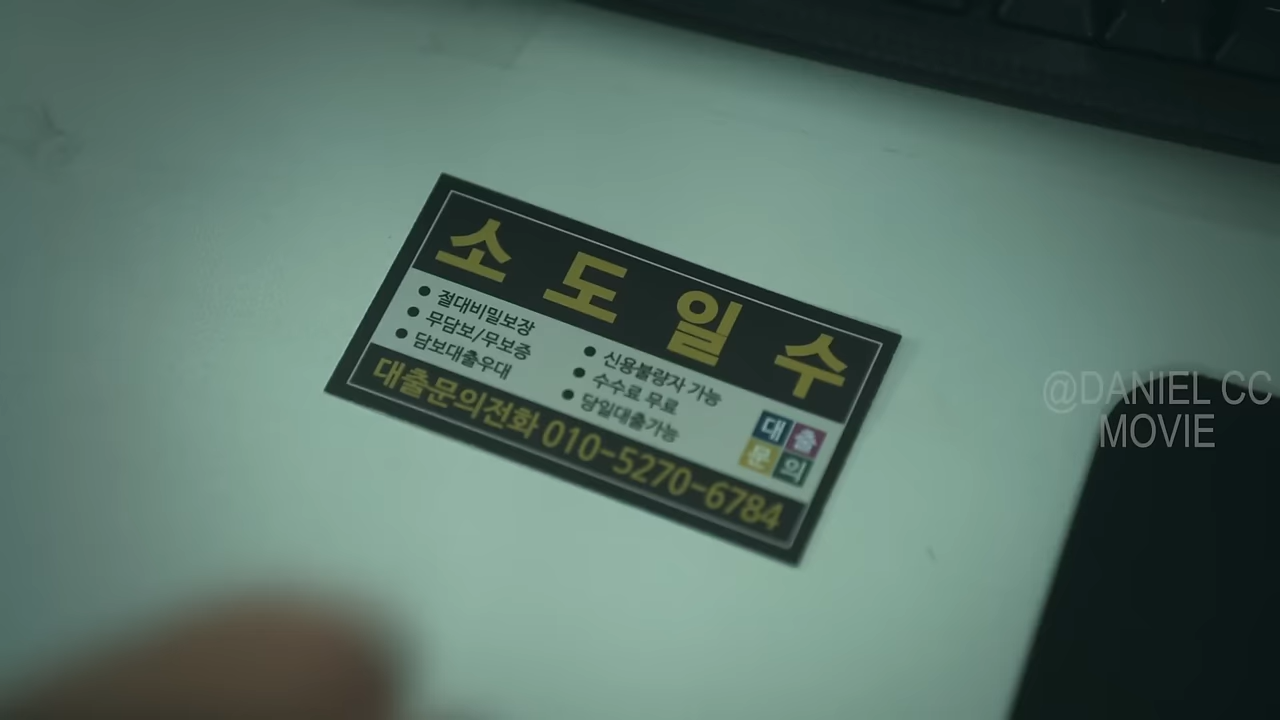 소도일수
● 절대비밀보장
● 무담보/무보증
● 담보대출우대
● 신용불량자 가능
● 수수료 무료
● 당일대출가능
대출
문의
대출문의전화 010-5270-6784
@DANIEL CC
MOVIE